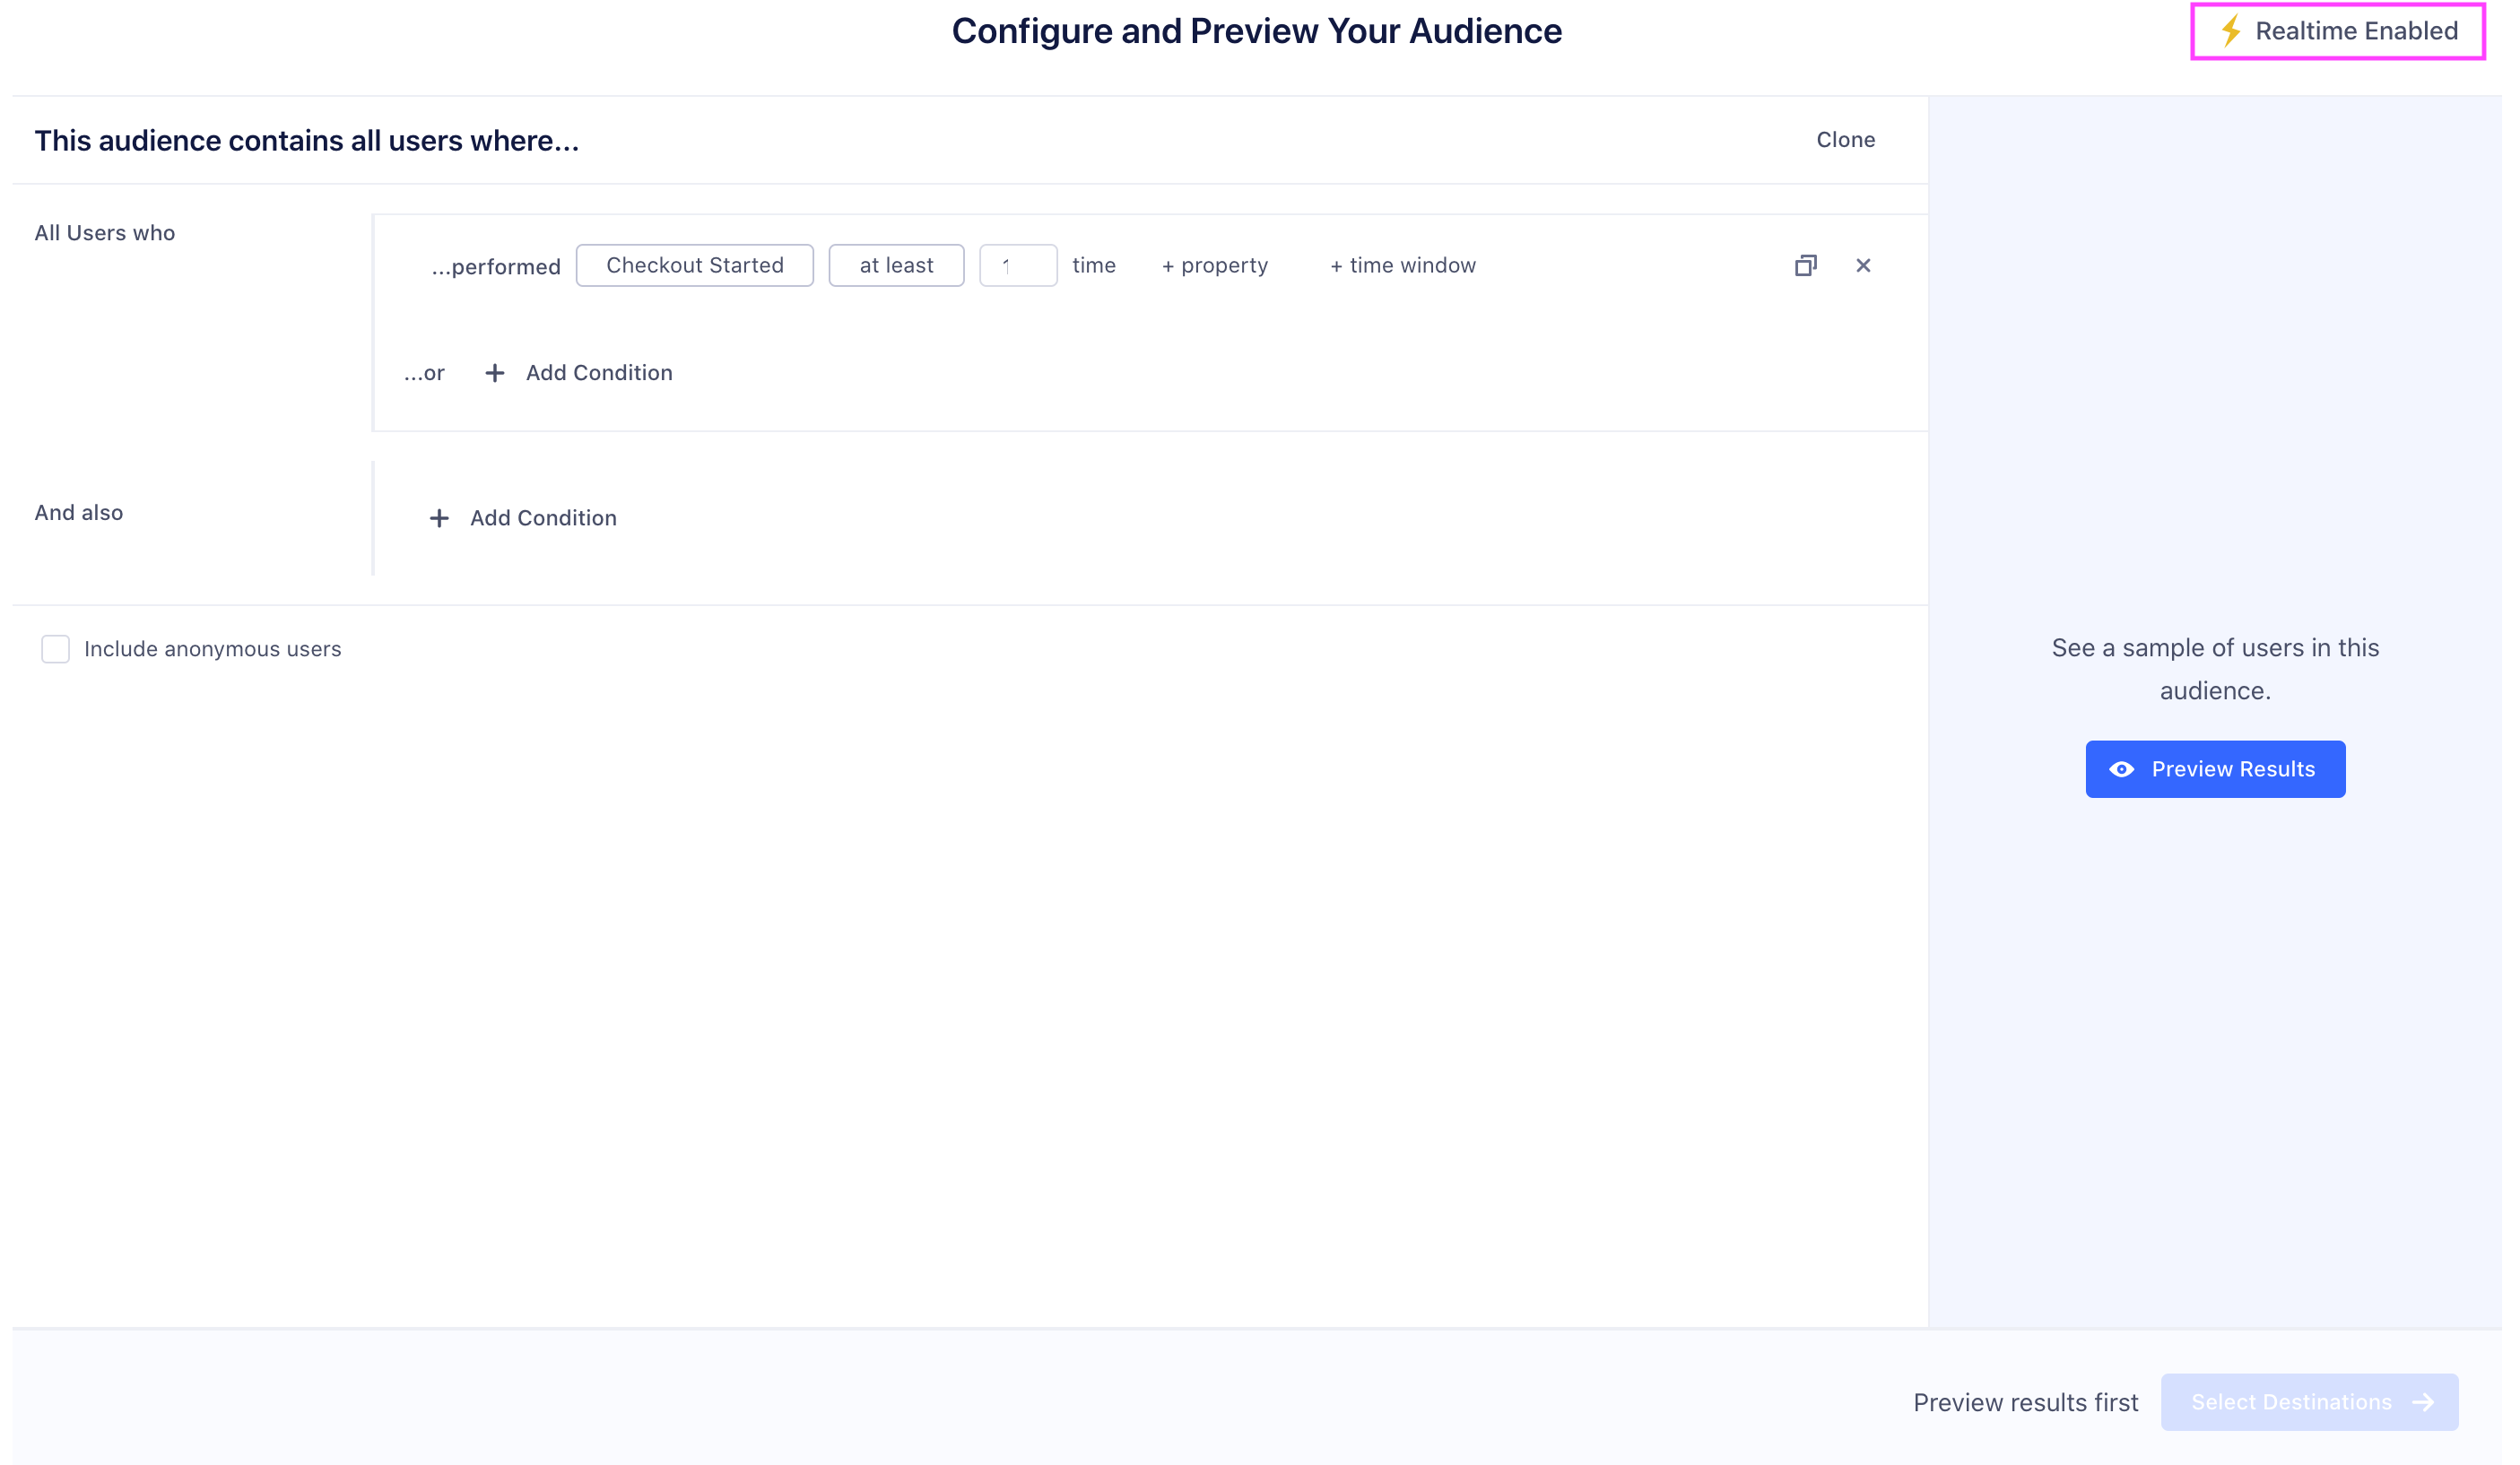 Configure and Preview Your Audience
Realtime Enabled
This audience contains all users where...
Clone
All Users who
...performed Checkout Started at least 1 time + property + time window
...or + Add Condition
And also
+ Add Condition
Include anonymous users
See a sample of users in this
audience.
Preview Results
Preview results first
Select Destinations →